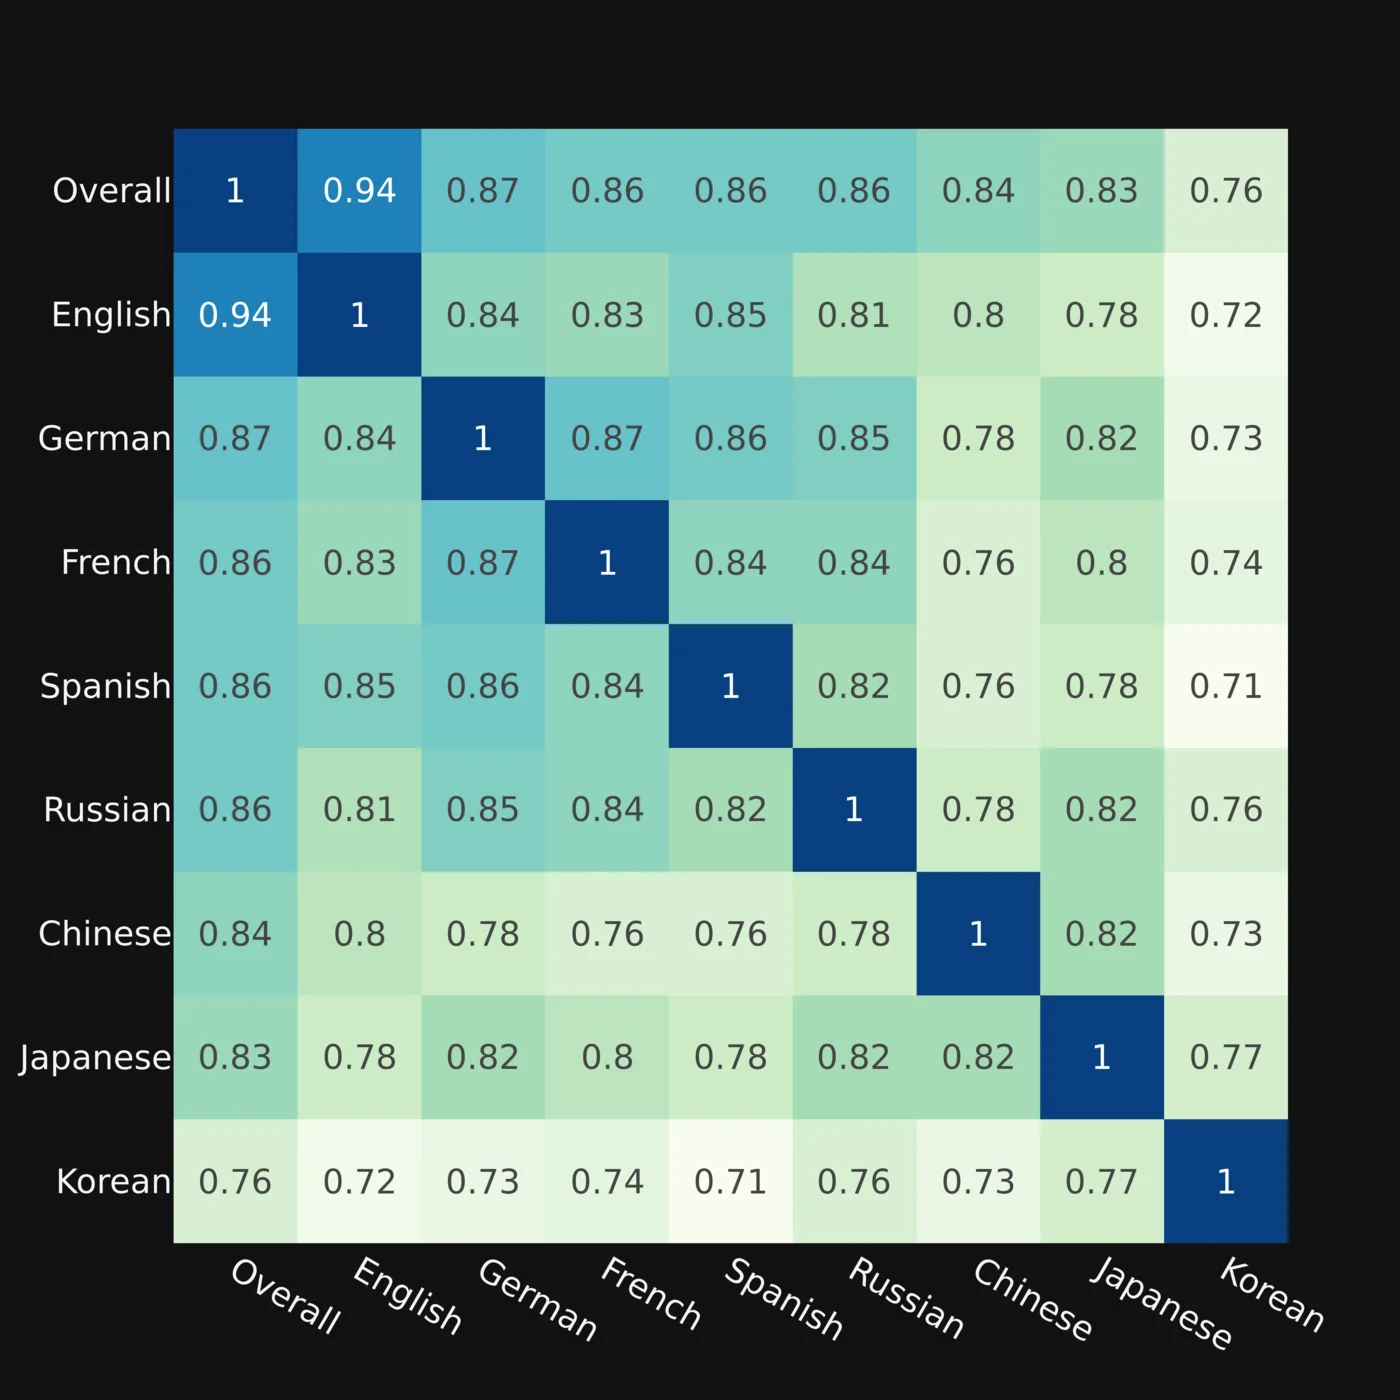 Overall 1 0.94 0.87 0.86 0.86 0.86 0.84 0.83 0.76
English 0.94 1 0.84 0.83 0.85 0.81 0.8 0.78 0.72
German 0.87 0.84 1 0.87 0.86 0.85 0.78 0.82 0.73
French 0.86 0.83 0.87 1 0.84 0.84 0.76 0.8 0.74
Spanish 0.86 0.85 0.86 0.84 1 0.82 0.76 0.78 0.71
Russian 0.86 0.81 0.85 0.84 0.82 1 0.78 0.82 0.76
Chinese 0.84 0.8 0.78 0.76 0.76 0.78 1 0.82 0.73
Japanese 0.83 0.78 0.82 0.8 0.78 0.82 0.82 1 0.77
Korean 0.76 0.72 0.73 0.74 0.71 0.76 0.73 0.77 1
Overall English German French Spanish Russian Chinese Japanese Korean